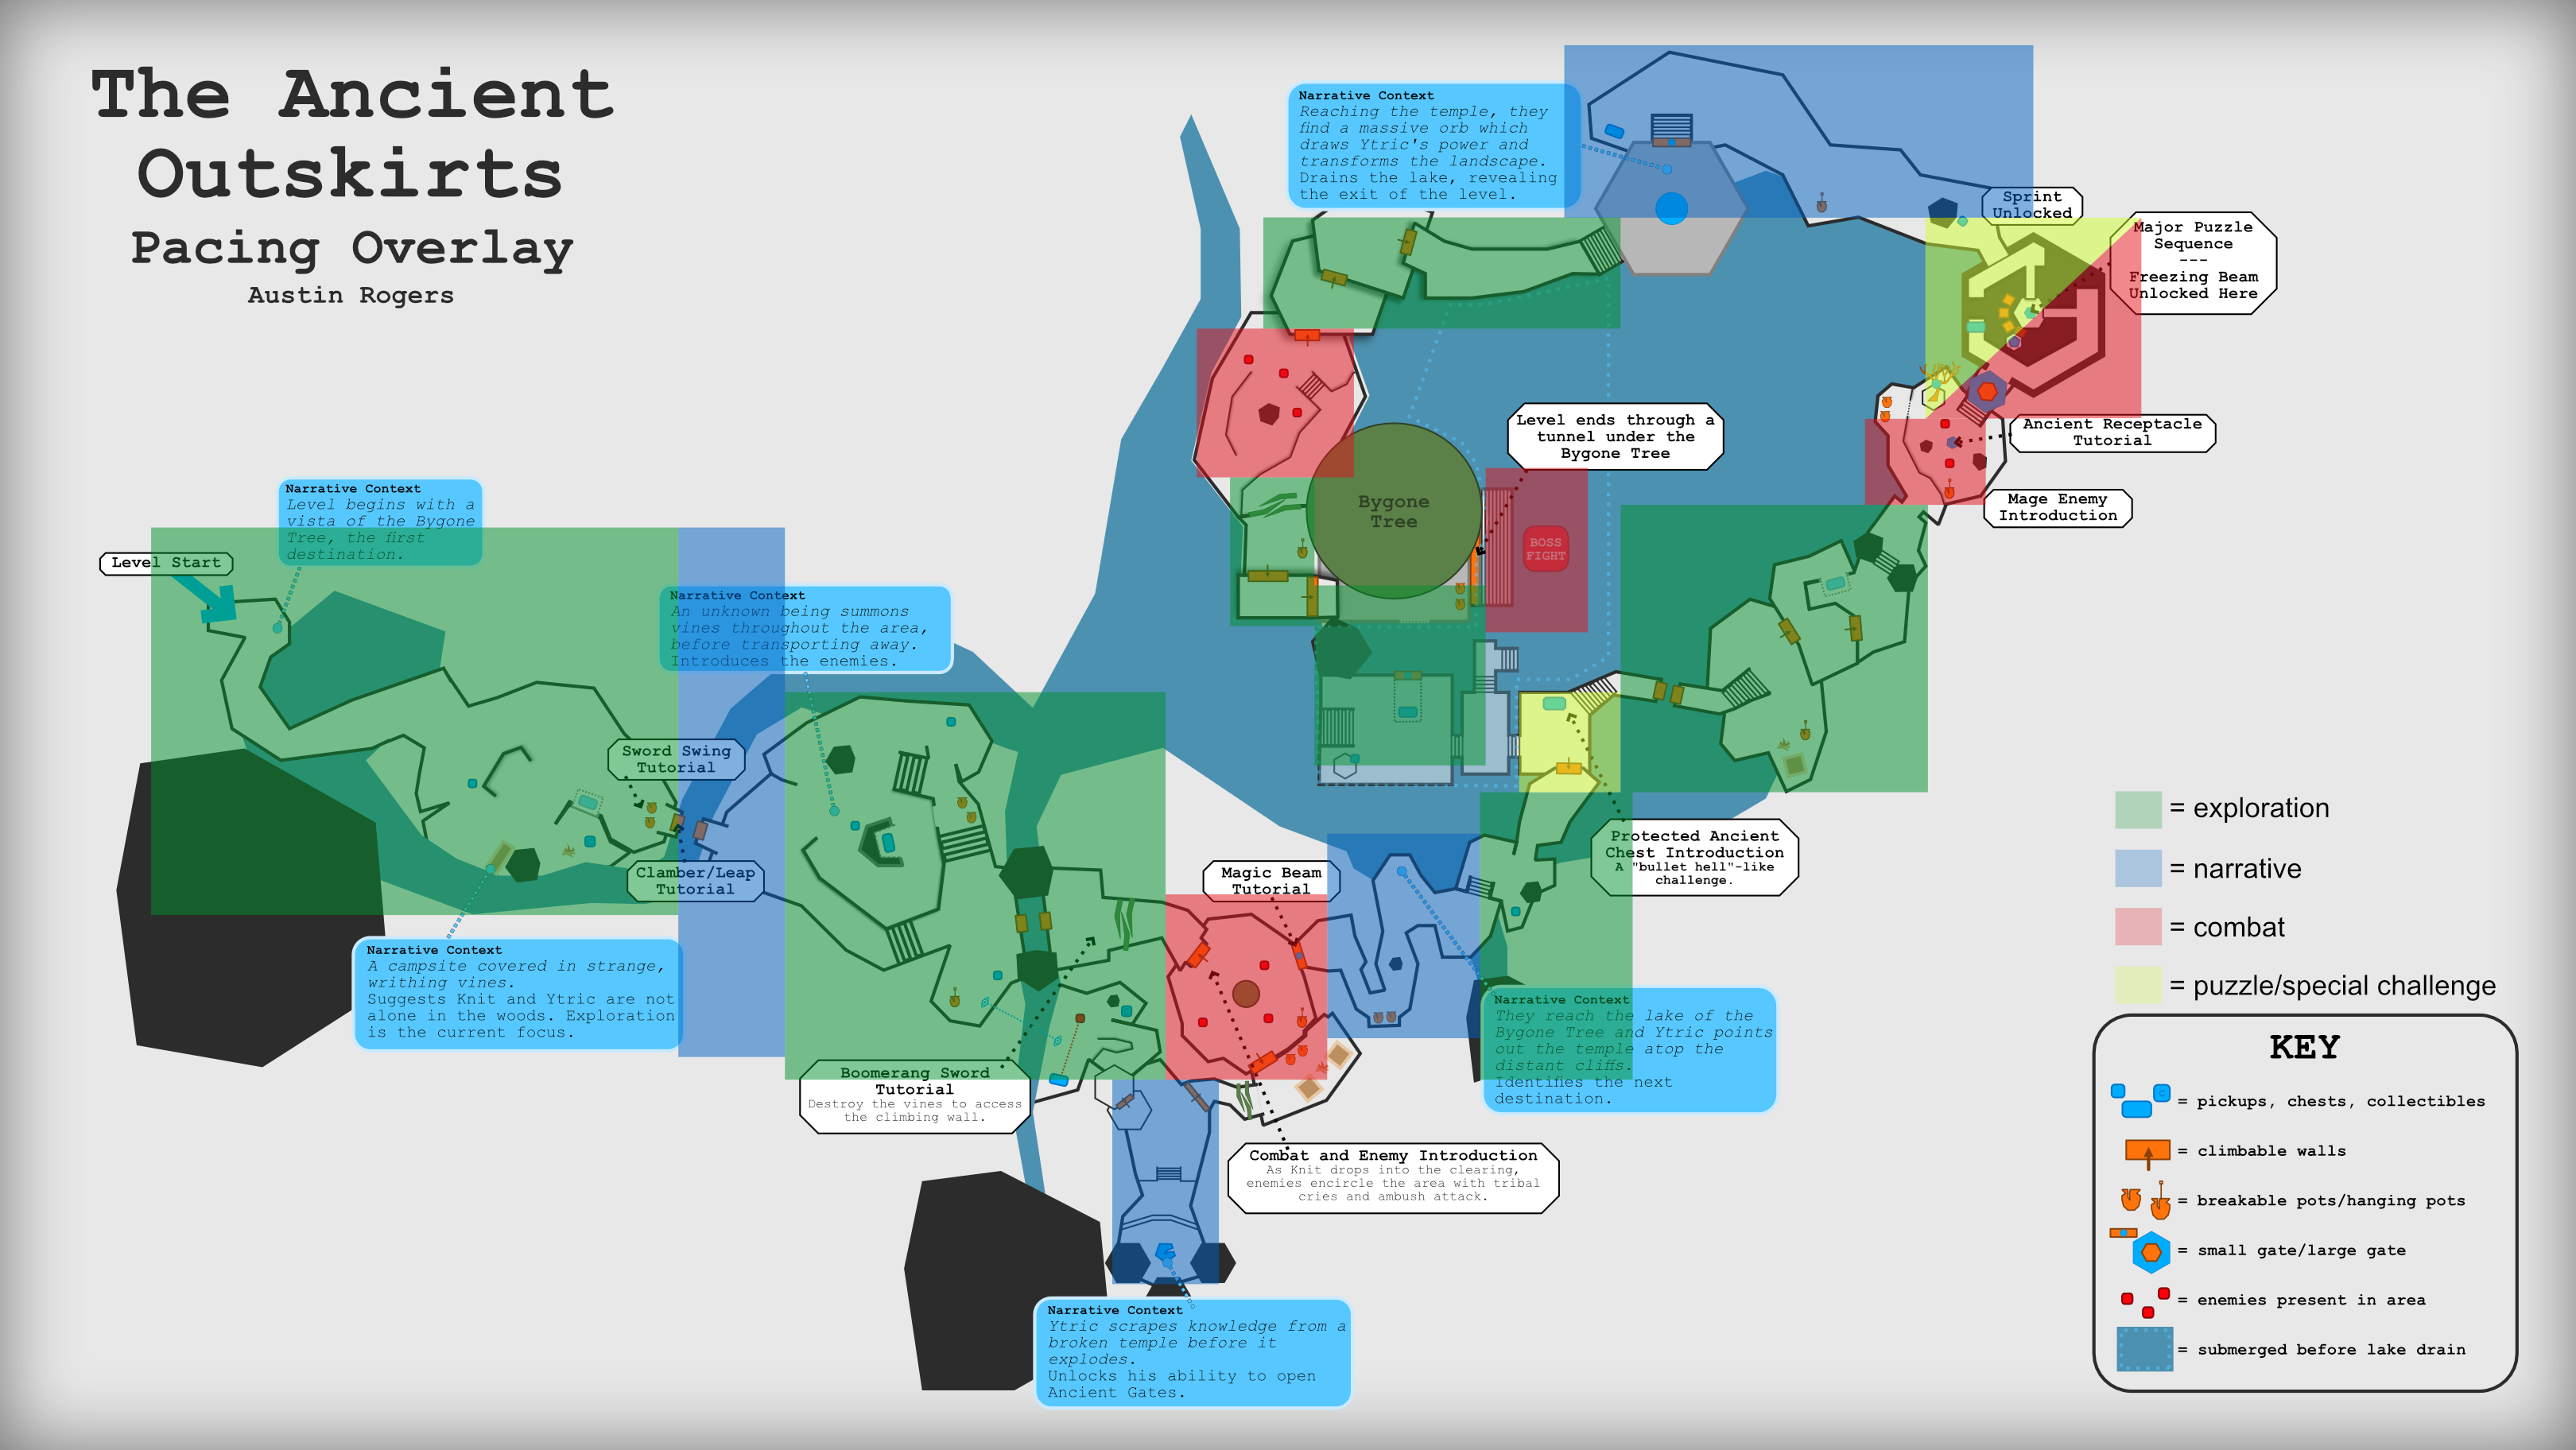 The Ancient
Outskirts
Pacing Overlay
Austin Rogers
Narrative Context
Reaching the temple, they
find a massive orb which
draws Ytric's power and
transforms the landscape.
Drains the lake, revealing
the exit of the level.
Sprint
Unlocked
Major Puzzle
Sequence
---
Freezing Beam
Unlocked Here
Level ends through a
tunnel under the
Bygone Tree
Ancient Receptacle
Tutorial
Mage Enemy
Introduction
Bygone
Tree
BOSS
FIGHT
Narrative Context
Level begins with a
vista of the Bygone
Tree, the first
destination.
Level Start
Narrative Context
An unknown being summons
vines throughout the area,
before transporting away.
Introduces the enemies.
Sword Swing
Tutorial
Clamber/Leap
Tutorial
Magic Beam
Tutorial
Protected Ancient
Chest Introduction
A "bullet hell"-like
challenge.
Narrative Context
A campsite covered in strange,
writhing vines.
Suggests Knit and Ytric are not
alone in the woods. Exploration
is the current focus.
Narrative Context
They reach the lake of the
Bygone Tree and Ytric points
out the temple atop the
distant cliffs.
Identifies the next
destination.
Boomerang Sword
Tutorial
Destroy the vines to access
the climbing wall.
Combat and Enemy Introduction
As Knit drops into the clearing,
enemies encircle the area with tribal
cries and ambush attack.
Narrative Context
Ytric scrapes knowledge from a
broken temple before it
explodes.
Unlocks his ability to open
Ancient Gates.
= exploration
= narrative
= combat
= puzzle/special challenge
KEY
= pickups, chests, collectibles
= climbable walls
= breakable pots/hanging pots
= small gate/large gate
= enemies present in area
= submerged before lake drain